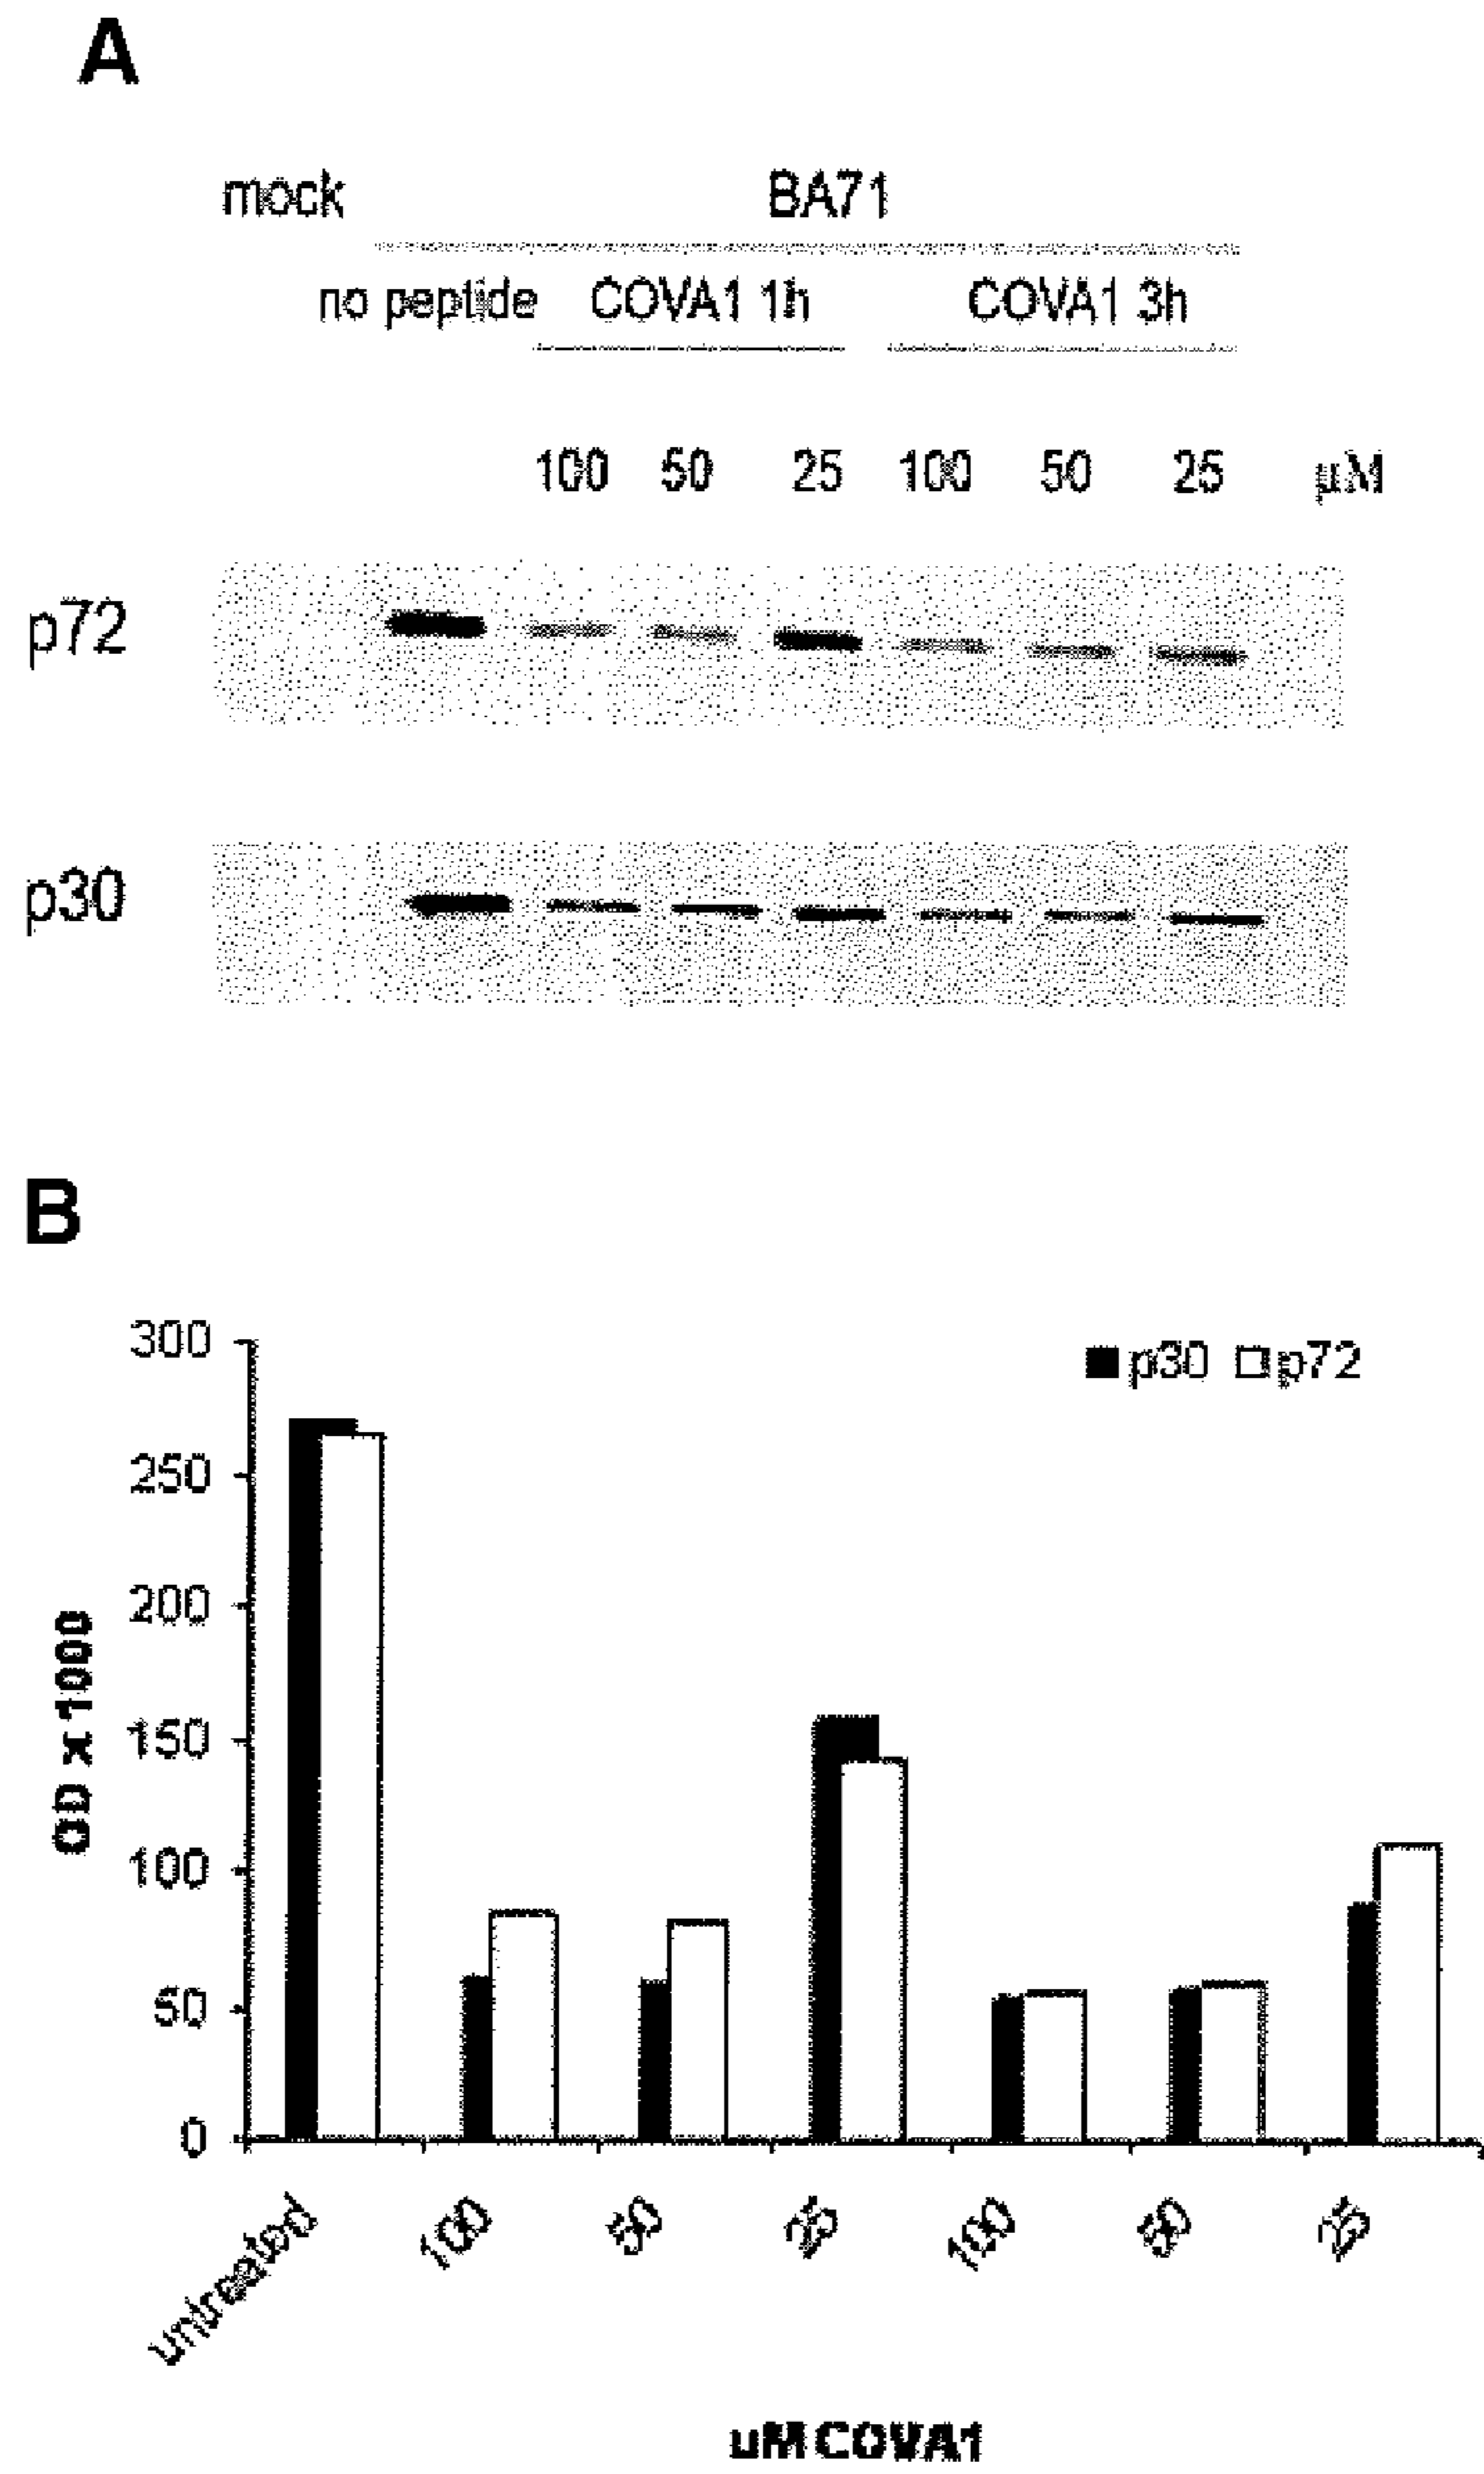 A
mock BA71
no peptide COVA1 1h COVA1 3h
100 50 25 100 50 25 µM
p72
p30
B
300
p30 p72
250
200
150
100
50
0
OD x 1000
untreated 100 50 25 100 50 25
uM COVA1